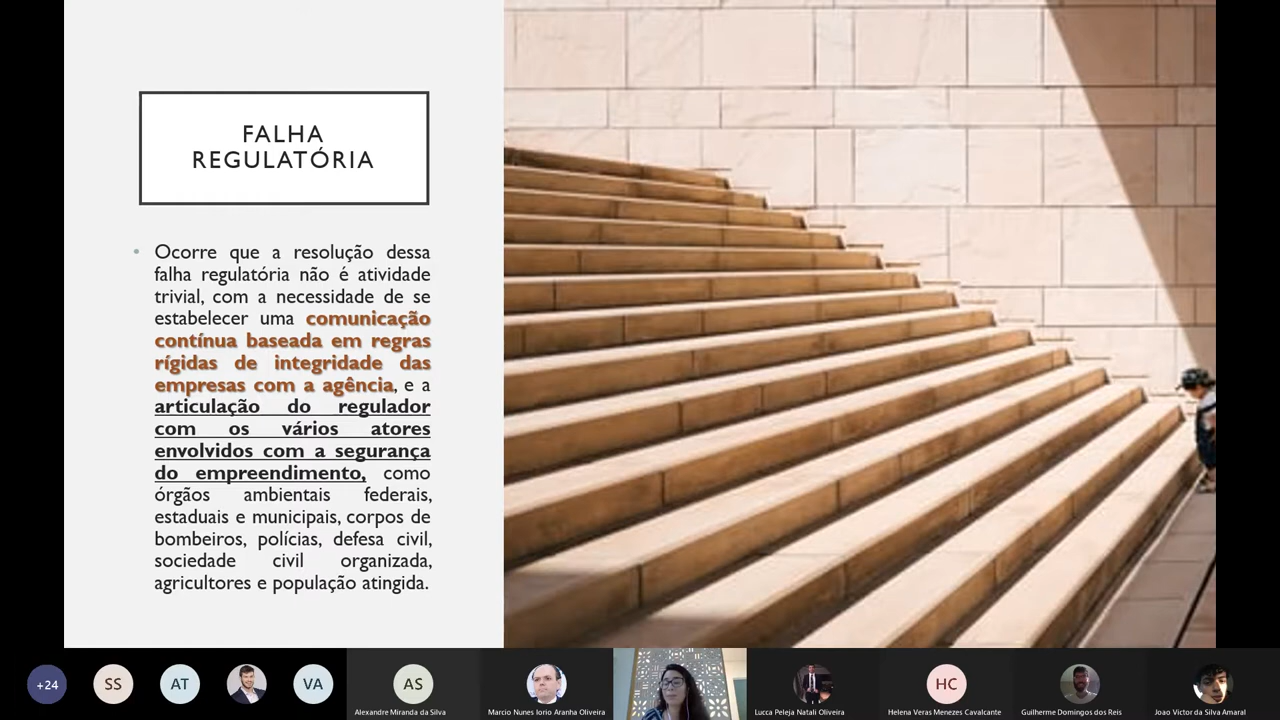 FALHA
REGULATÓRIA
• Ocorre que a resolução dessa
falha regulatória não é atividade
trivial, com a necessidade de se
estabelecer uma comunicação
contínua baseada em regras
rígidas de integridade das
empresas com a agência, e a
articulação do regulador
com os vários atores
envolvidos com a segurança
do empreendimento, como
órgãos ambientais federais,
estaduais e municipais, corpos de
bombeiros, polícias, defesa civil,
sociedade civil organizada,
agricultores e população atingida.
+24
SS
AT
VA
AS
HC
Alexandre Miranda da Silva
Marcio Nunes Iorio Aranha Oliveira
Lucca Peleja Natali Oliveira
Helena Veras Menezes Cavalcante
Guilherme Domingos dos Reis
Joao Victor da Silva Amaral